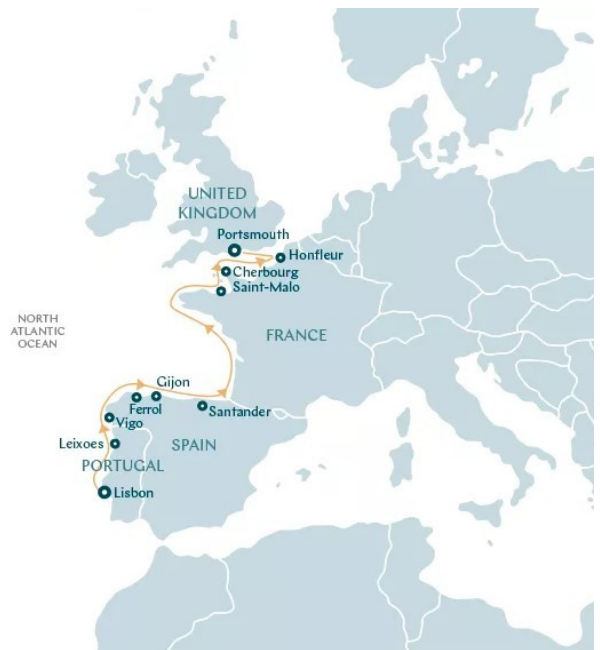 UNITED
KINGDOM
Portsmouth
Honfleur
Cherbourg
Saint-Malo
NORTH
ATLANTIC
OCEAN
FRANCE
Gijon
Ferrol
Santander
Vigo
Leixoes
SPAIN
PORTUGAL
Lisbon